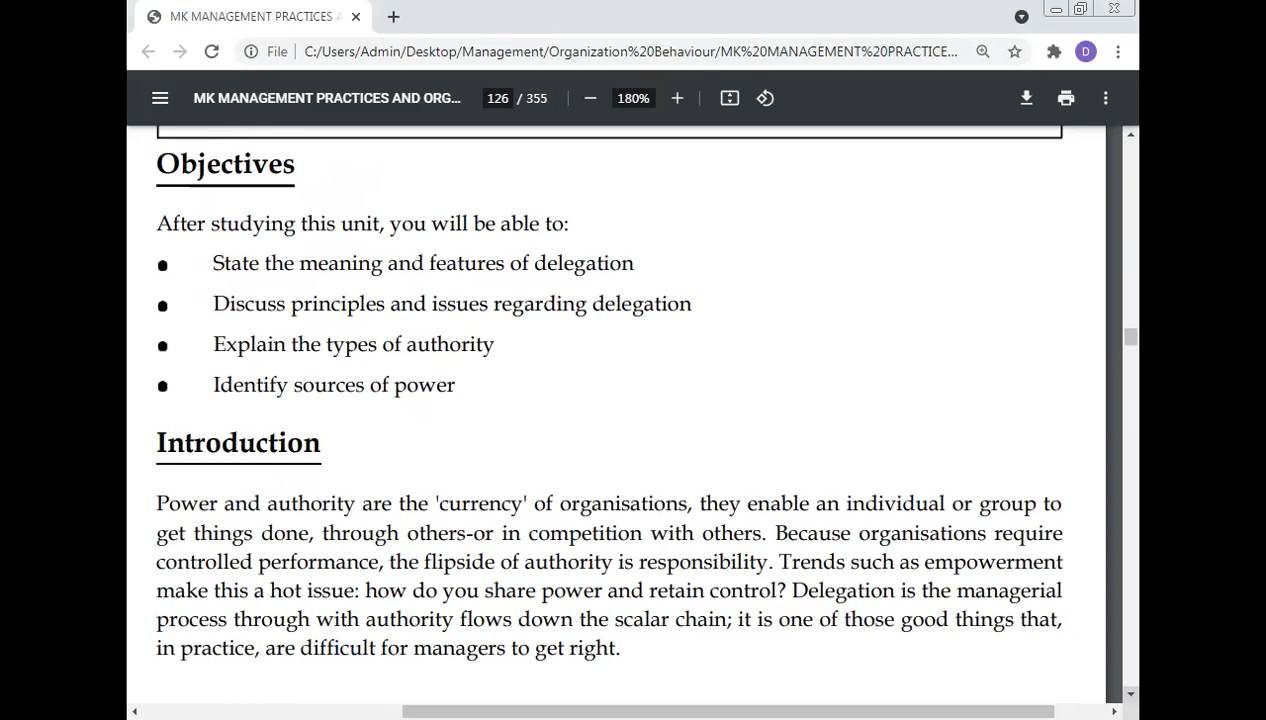 MK MANAGEMENT PRACTICES A
File C:/Users/Admin/Desktop/Management/Organization%20Behaviour/MK%20MANAGEMENT%20PRACTICE... D
MK MANAGEMENT PRACTICES AND ORG... 126 / 355 180%
Objectives
After studying this unit, you will be able to:
● State the meaning and features of delegation
● Discuss principles and issues regarding delegation
● Explain the types of authority
● Identify sources of power
Introduction
Power and authority are the 'currency' of organisations, they enable an individual or group to
get things done, through others-or in competition with others. Because organisations require
controlled performance, the flipside of authority is responsibility. Trends such as empowerment
make this a hot issue: how do you share power and retain control? Delegation is the managerial
process through with authority flows down the scalar chain; it is one of those good things that,
in practice, are difficult for managers to get right.